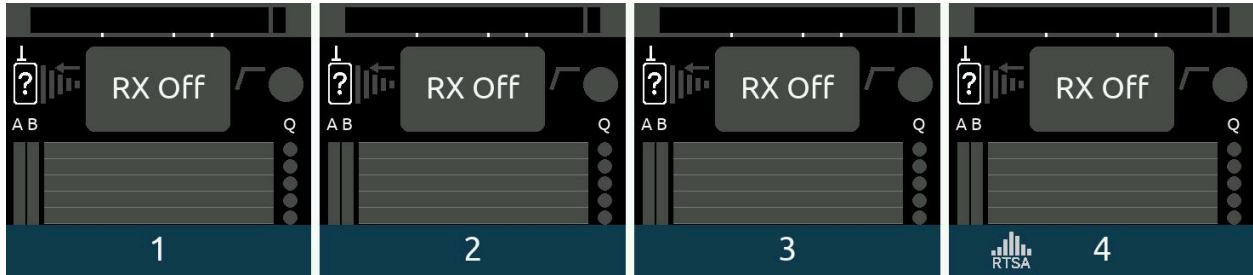 ? RX Off
A B Q
1
? RX Off
A B Q
2
? RX Off
A B Q
3
? RX Off
A B Q
RTSA 4